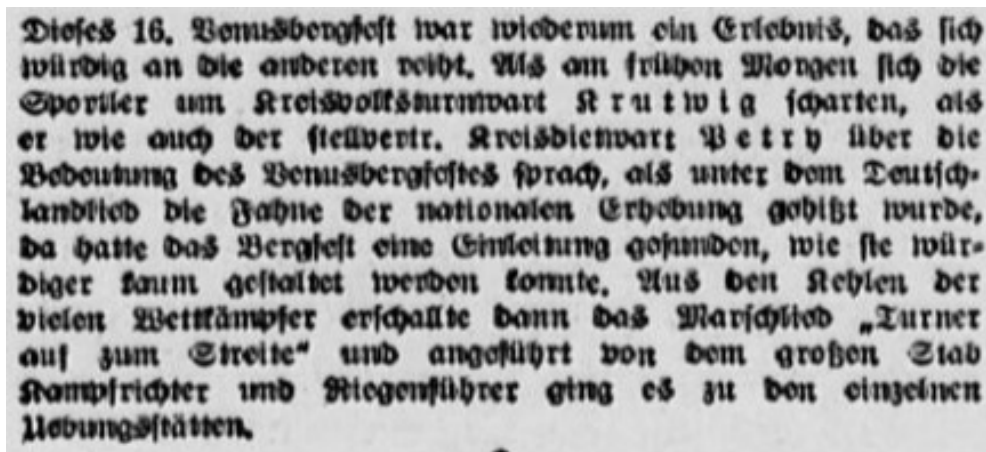 Dieses 16. Venusbergfest war wiederum ein Erlebnis, das sich
würdig an die anderen reiht. Als am frühen Morgen sich die
Sportler um Kreisvolksturnwart Krutwig scharten, als
er wie auch der stellvertr. Kreisdietwart Petry über die
Bedeutung des Venusbergfestes sprach, als unter dem Deutsch-
landlied die Fahne der nationalen Erhebung gehißt wurde,
da hatte das Bergfest eine Einleitung gefunden, wie sie wür-
diger kaum gestaltet werden konnte. Aus den Kehlen der
vielen Wettkämpfer erschallte dann das Marschlied „Turner
auf zum Streite“ und angeführt von dem großen Stab
Kampfrichter und Riegenführer ging es zu den einzelnen
Uebungsstätten.